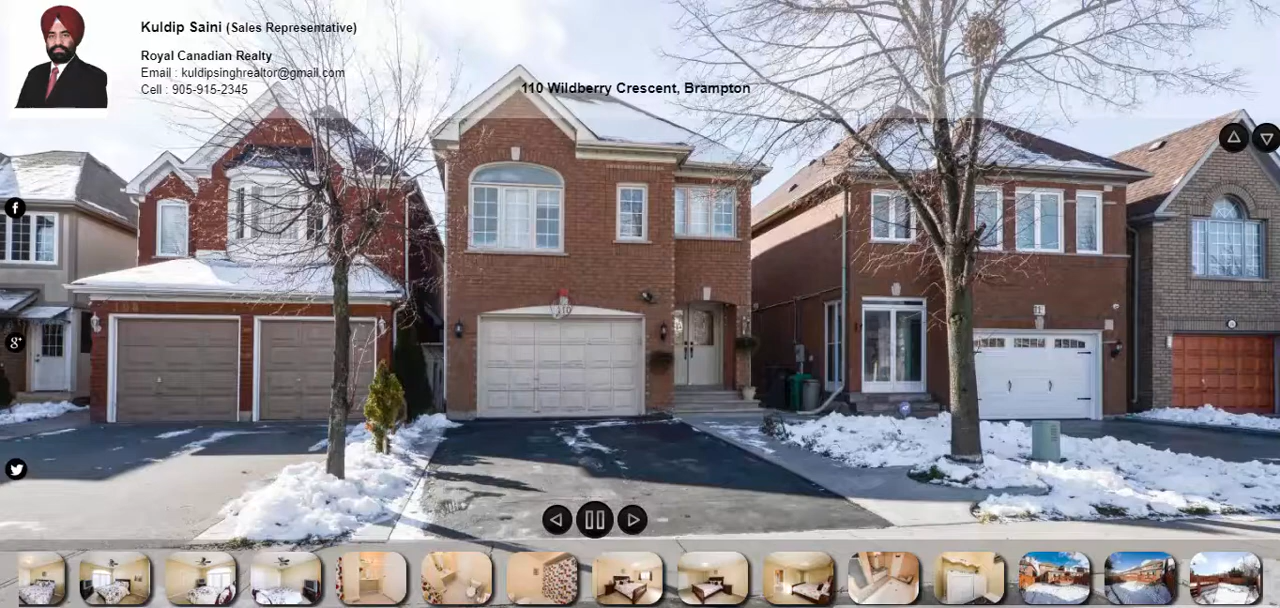 Kuldip Saini (Sales Representative)
Royal Canadian Realty
Email : kuldipsinghrealtor@gmail.com
Cell : 905-915-2345
110 Wildberry Crescent, Brampton
f
g+
110